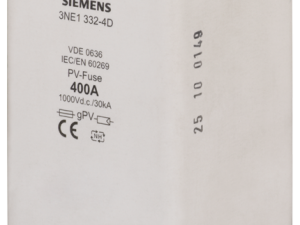 SIEMENS
3NE1 332-4D
VDE 0636
IEC/EN 60269
PV-Fuse
400A
1000Vd.c./30kA
gPV
CE
25 10 0149